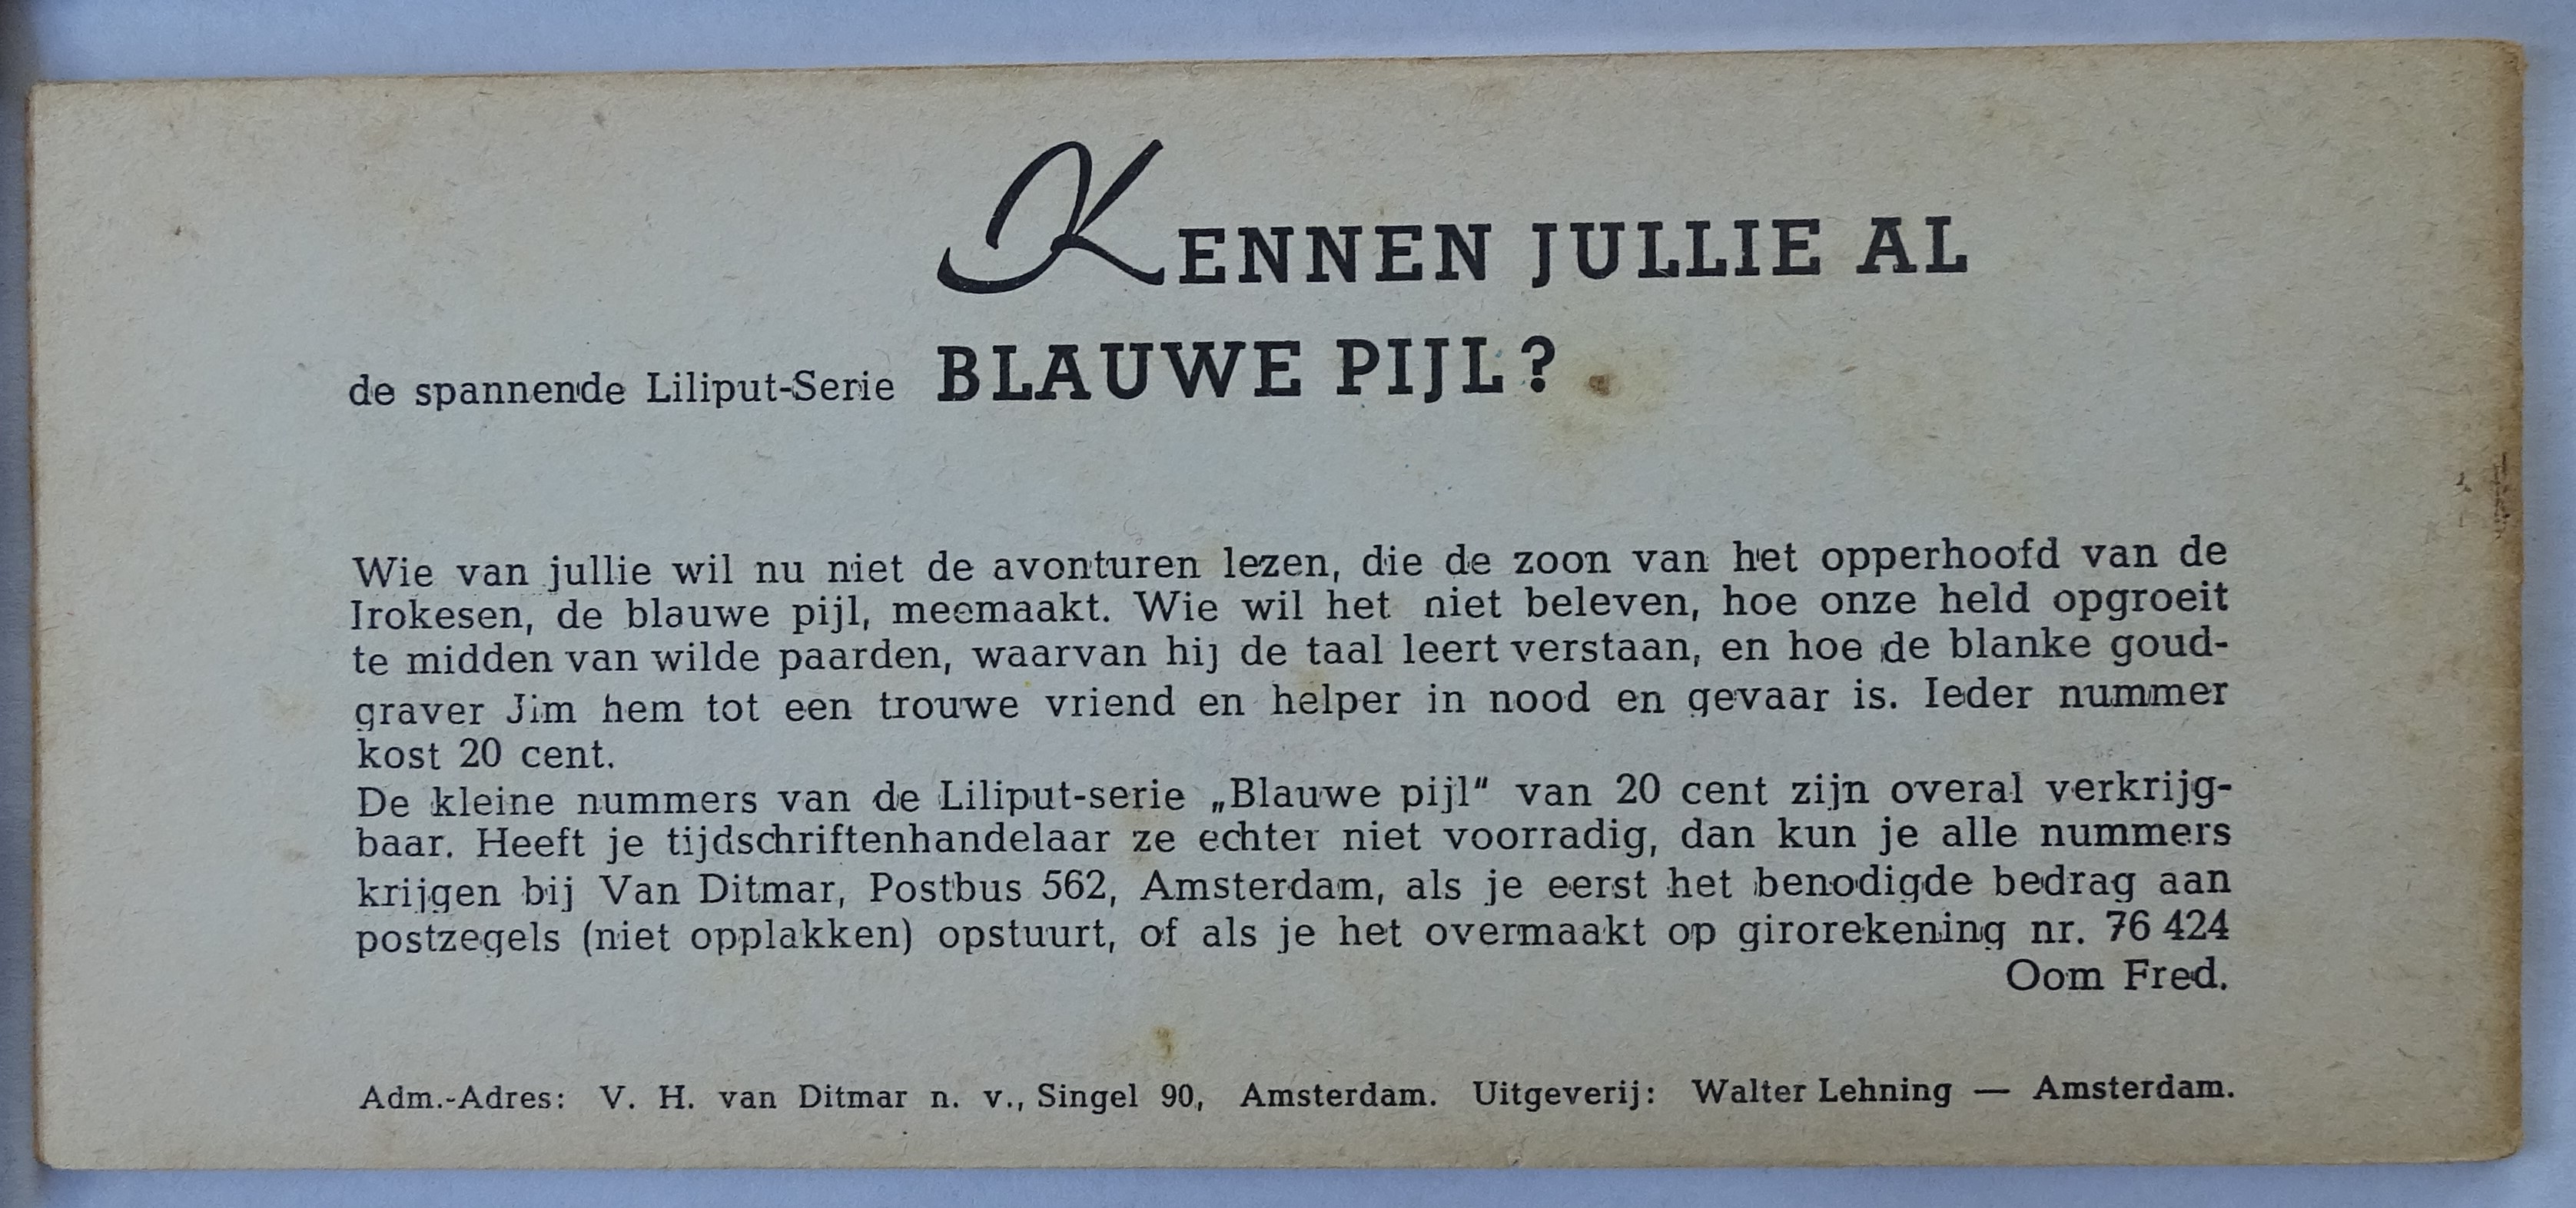 KENNEN JULLIE AL
de spannende Liliput-Serie BLAUWE PIJL?
Wie van jullie wil nu niet de avonturen lezen, die de zoon van het opperhoofd van de
Irokesen, de blauwe pijl, meemaakt. Wie wil het niet beleven, hoe onze held opgroeit
te midden van wilde paarden, waarvan hij de taal leert verstaan, en hoe de blanke goud-
graver Jim hem tot een trouwe vriend en helper in nood en gevaar is. Ieder nummer
kost 20 cent.
De kleine nummers van de Liliput-serie „Blauwe pijl“ van 20 cent zijn overal verkrijg-
baar. Heeft je tijdschriftenhandelaar ze echter niet voorradig, dan kun je alle nummers
krijgen bij Van Ditmar, Postbus 562, Amsterdam, als je eerst het benodigde bedrag aan
postzegels (niet opplakken) opstuurt, of als je het overmaakt op girorekening nr. 76 424
Oom Fred.
Adm.-Adres: V. H. van Ditmar n. v., Singel 90, Amsterdam. Uitgeverij: Walter Lehning — Amsterdam.